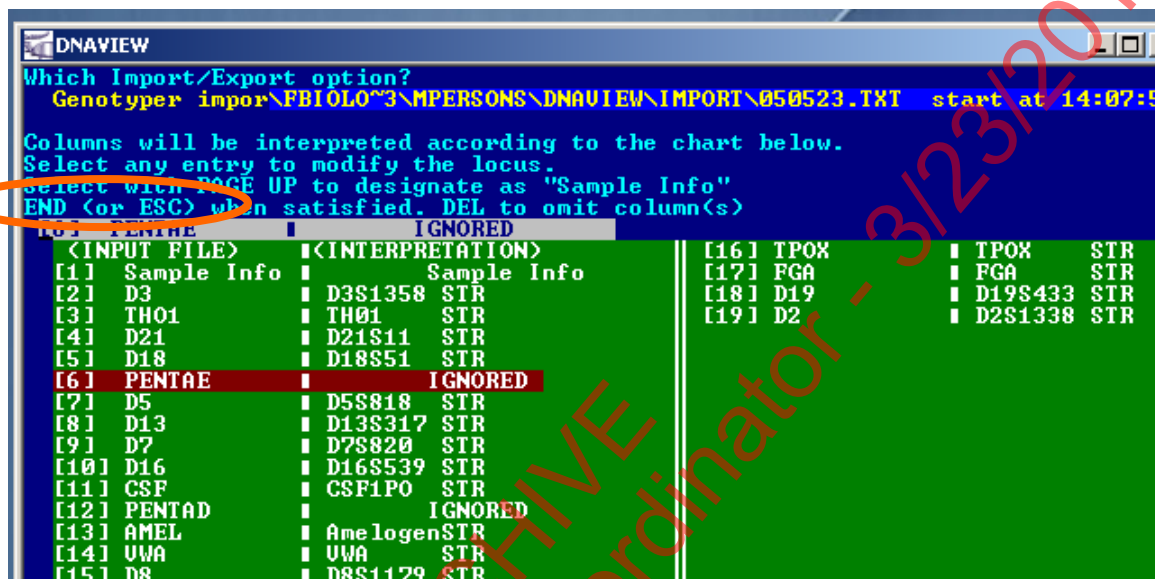 DNAVIEW
Which Import/Export option?
Genotyper impor\FBIOLO~3\MPERSONS\DNAVIEW\IMPORT\050523.TXT start at 14:07:5
Columns will be interpreted according to the chart below.
Select any entry to modify the locus.
Select with PAGE UP to designate as "Sample Info"
END (or ESC) when satisfied. DEL to omit column(s)
[6] PENTAE IGNORED
(INPUT FILE) (INTERPRETATION)
[1] Sample Info Sample Info
[2] D3 D3S1358 STR
[3] THO1 TH01 STR
[4] D21 D21S11 STR
[5] D18 D18S51 STR
[6] PENTAE IGNORED
[7] D5 D5S818 STR
[8] D13 D13S317 STR
[9] D7 D7S820 STR
[10] D16 D16S539 STR
[11] CSF CSF1PO STR
[12] PENTAD IGNORED
[13] AMEL AmelogenSTR
[14] VWA VWA STR
[15] D8 D8S1179 STR
[16] TPOX TPOX STR
[17] FGA FGA STR
[18] D19 D19S433 STR
[19] D2 D2S1338 STR